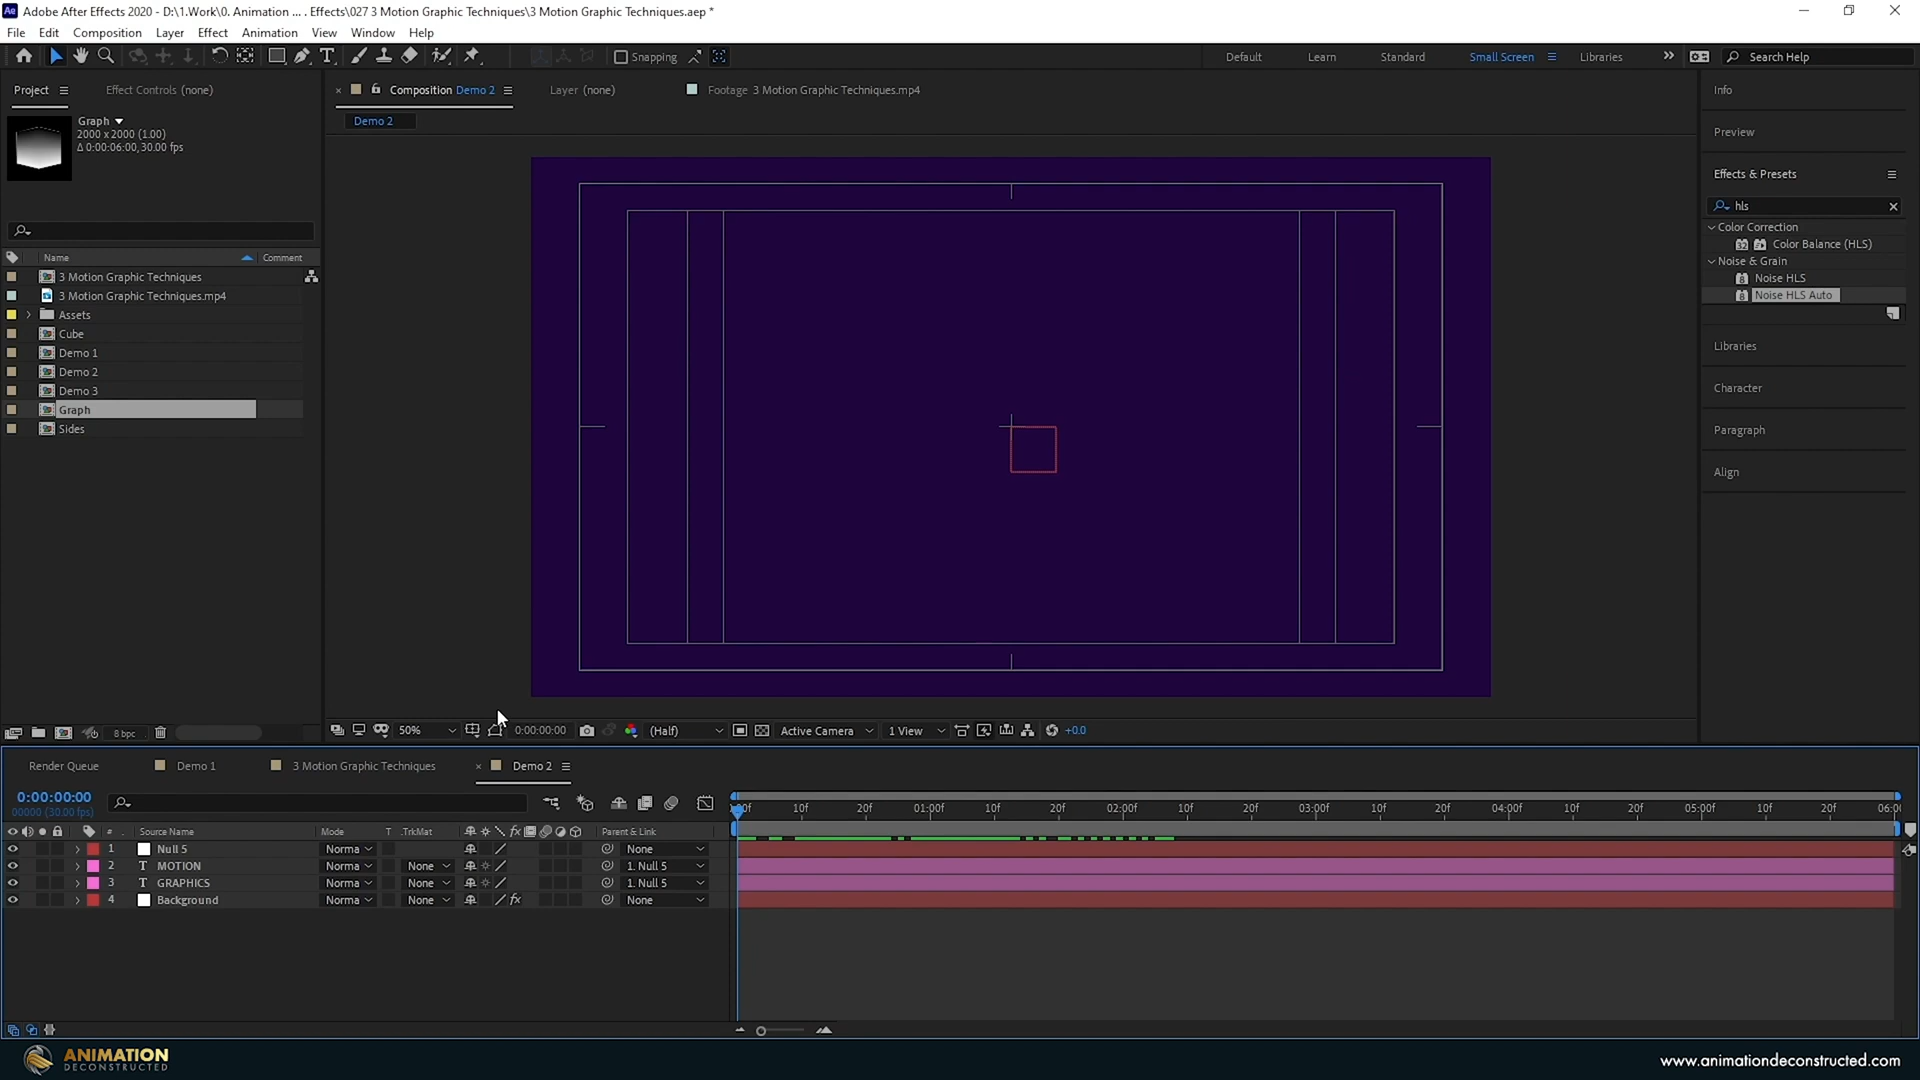 Adobe After Effects 2020 - D:\1.Work\0. Animation ... . Effects\027 3 Motion Graphic Techniques\3 Motion Graphic Techniques.aep *
File Edit Composition Layer Effect Animation View Window Help
Snapping
Default Learn Standard Small Screen Libraries Search Help
Project Effect Controls (none)
Composition Demo 2 Layer (none) Footage 3 Motion Graphic Techniques.mp4
Demo 2
Graph
2000 x 2000 (1.00)
Δ 0:00:06:00, 30.00 fps
Name Comment
3 Motion Graphic Techniques
3 Motion Graphic Techniques.mp4
Assets
Cube
Demo 1
Demo 2
Demo 3
Graph
Sides
8 bpc
Info
Preview
Effects & Presets
hls
Color Correction
Color Balance (HLS)
Noise & Grain
Noise HLS
Noise HLS Auto
Libraries
Character
Paragraph
Align
50% 0:00:00:00 (Half) Active Camera 1 View +0.0
Render Queue Demo 1 3 Motion Graphic Techniques Demo 2
0:00:00:00
00000 (30.00 fps)
10f 20f 01:00f 10f 20f 02:00f 10f 20f 03:00f 10f 20f 04:00f 10f 20f 05:00f 10f 20f 06:00
# Source Name Mode T .TrkMat Parent & Link
1 Null 5 Norma None
2 T MOTION Norma None 1. Null 5
3 T GRAPHICS Norma None 1. Null 5
4 Background Norma None None
ANIMATION
DECONSTRUCTED
www.animationdeconstructed.com